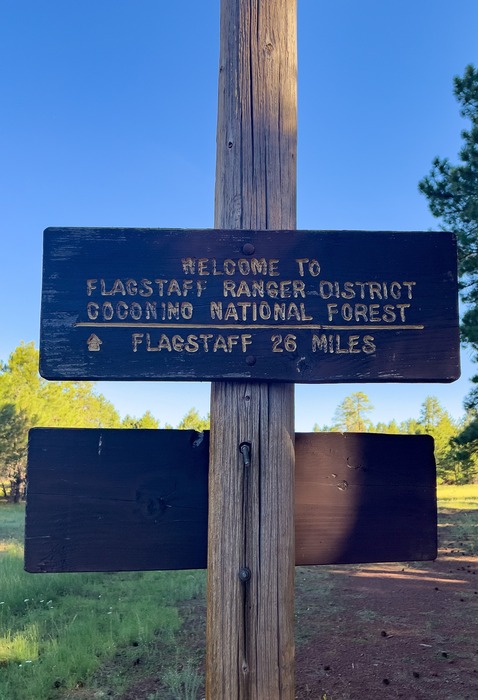 WELCOME TO
FLAGSTAFF RANGER DISTRICT
COCONINO NATIONAL FOREST
FLAGSTAFF 26 MILES